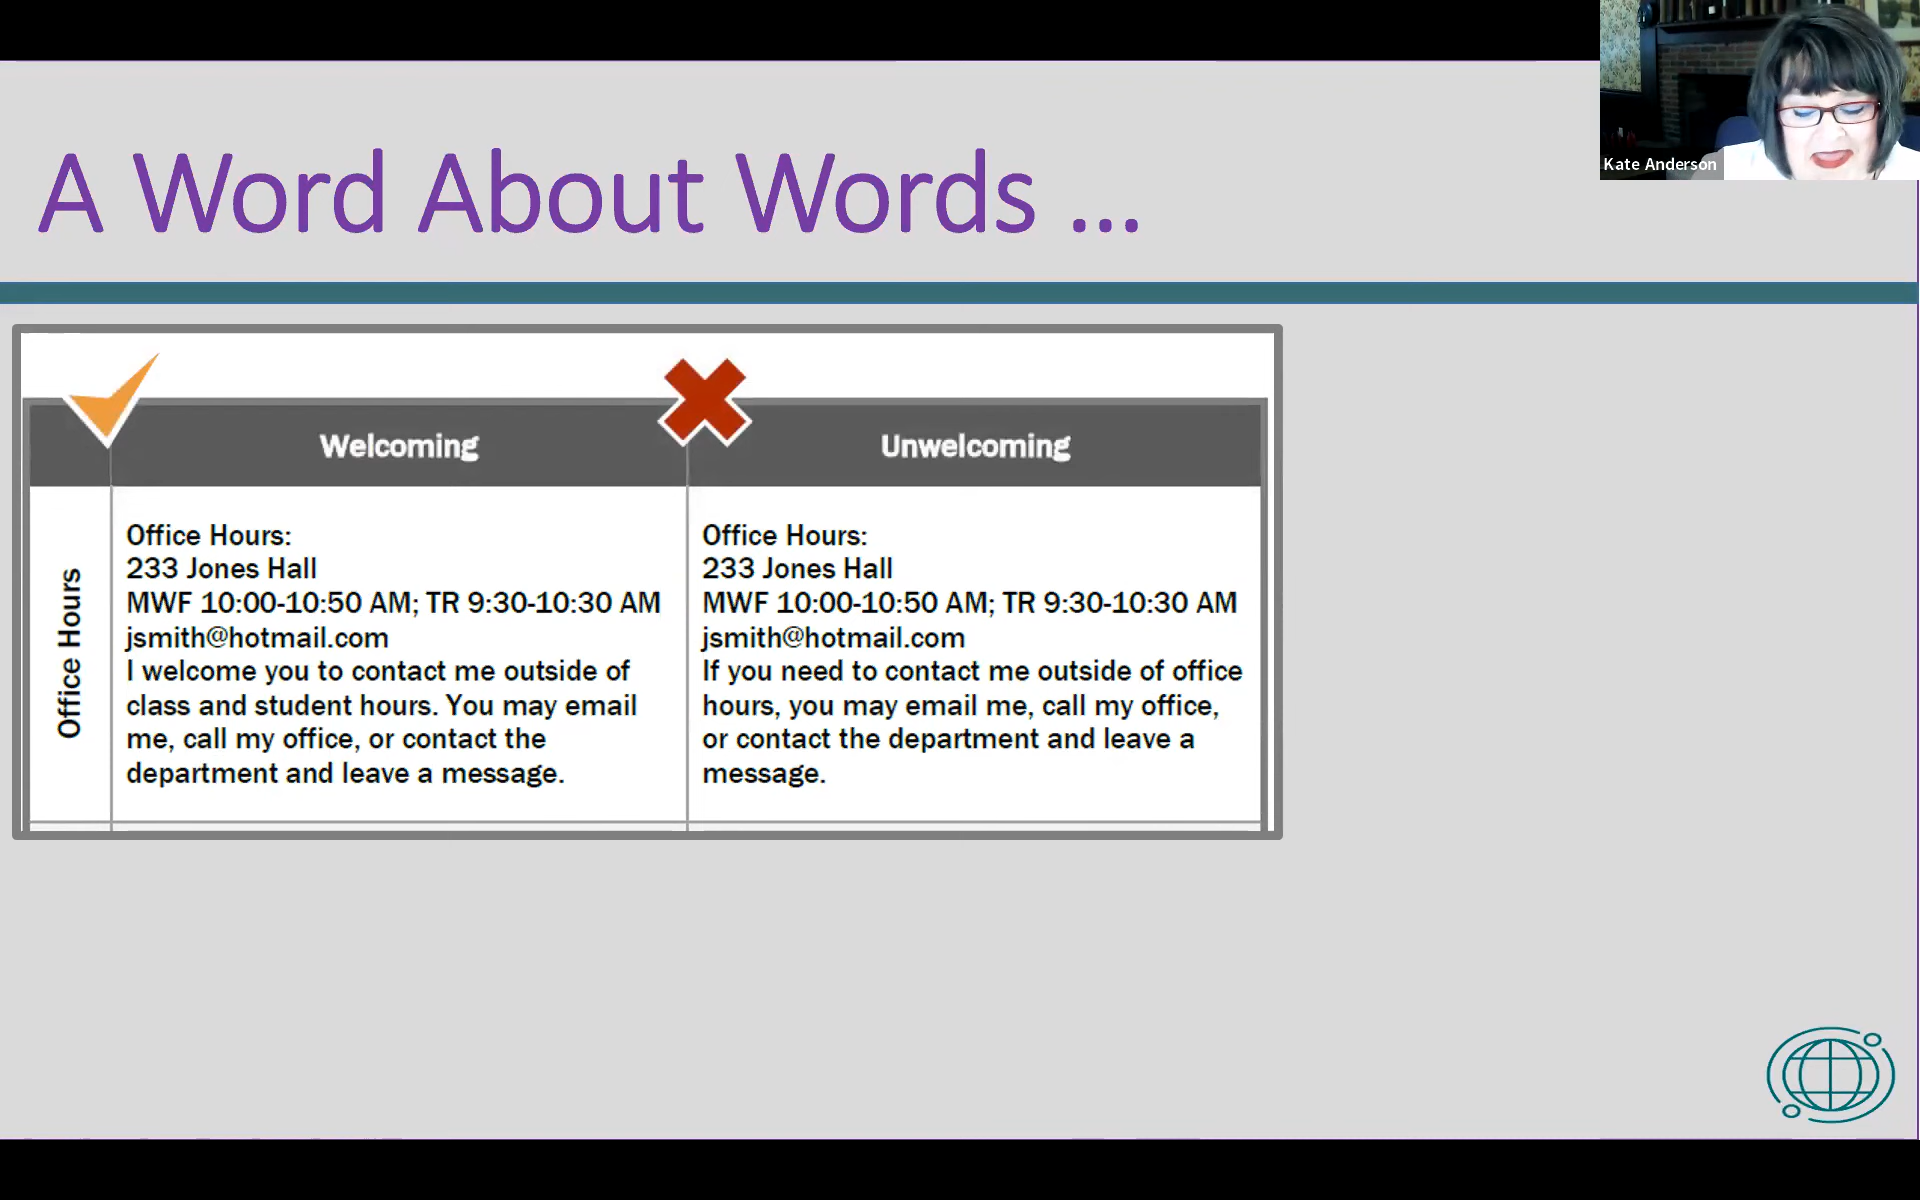 Kate Anderson
A Word About Words ...
Welcoming
Unwelcoming
Office Hours
Office Hours:
233 Jones Hall
MWF 10:00-10:50 AM; TR 9:30-10:30 AM
jsmith@hotmail.com
I welcome you to contact me outside of
class and student hours. You may email
me, call my office, or contact the
department and leave a message.
Office Hours:
233 Jones Hall
MWF 10:00-10:50 AM; TR 9:30-10:30 AM
jsmith@hotmail.com
If you need to contact me outside of office
hours, you may email me, call my office,
or contact the department and leave a
message.